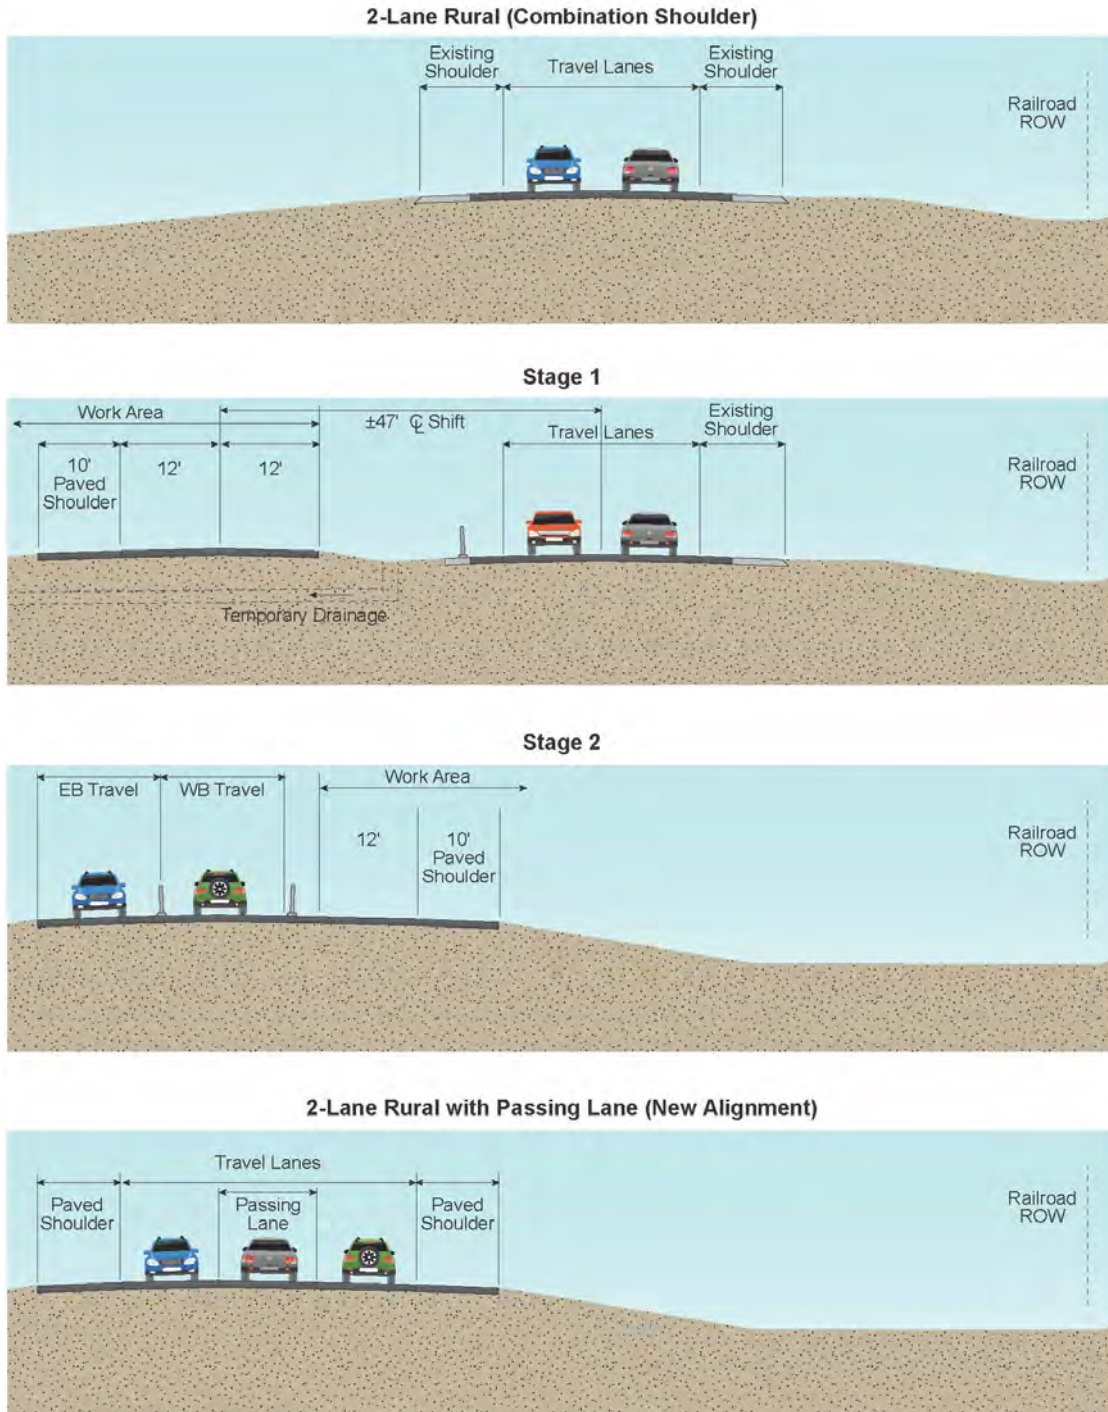 2-Lane Rural (Combination Shoulder)
Existing
Shoulder
Travel Lanes
Existing
Shoulder
Railroad
ROW
Stage 1
Work Area
±47' ℄ Shift
Travel Lanes
Existing
Shoulder
10'
Paved
Shoulder
12'
12'
Railroad
ROW
Temporary Drainage
Stage 2
EB Travel
WB Travel
Work Area
12'
10'
Paved
Shoulder
Railroad
ROW
2-Lane Rural with Passing Lane (New Alignment)
Travel Lanes
Paved
Shoulder
Passing
Lane
Paved
Shoulder
Railroad
ROW